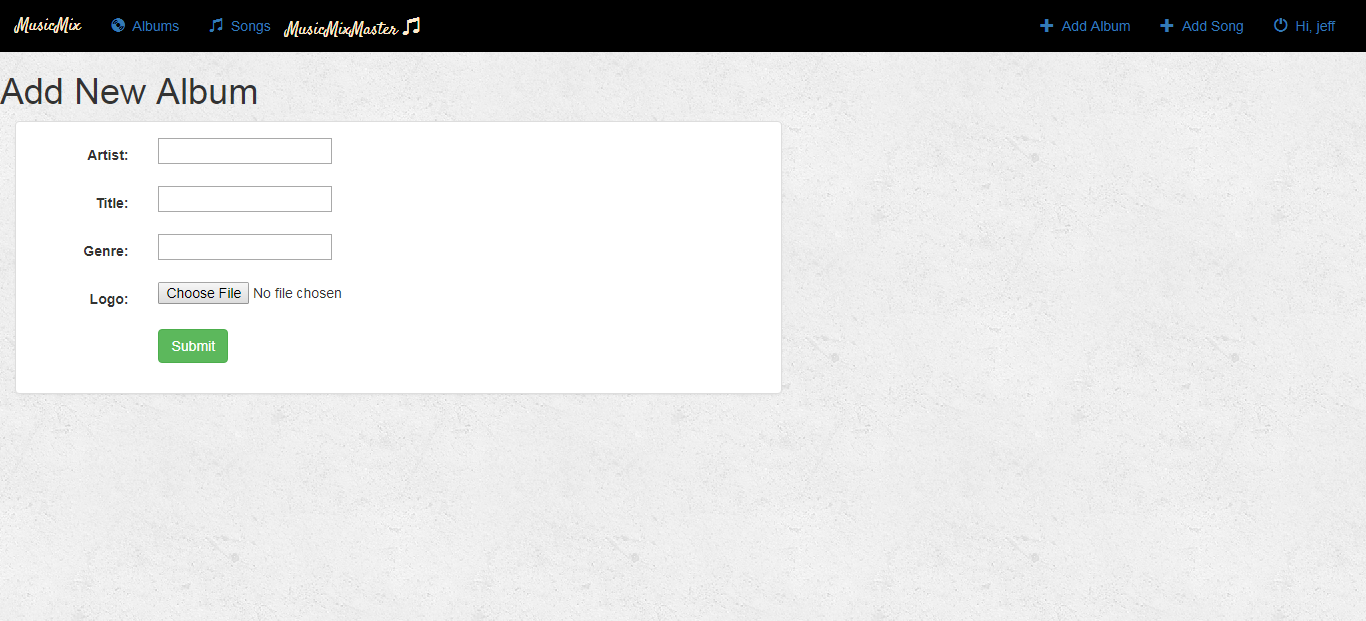 MusicMix Albums Songs MusicMixMaster Add Album Add Song Hi, jeff
Add New Album
Artist:
Title:
Genre:
Logo: Choose File No file chosen
Submit